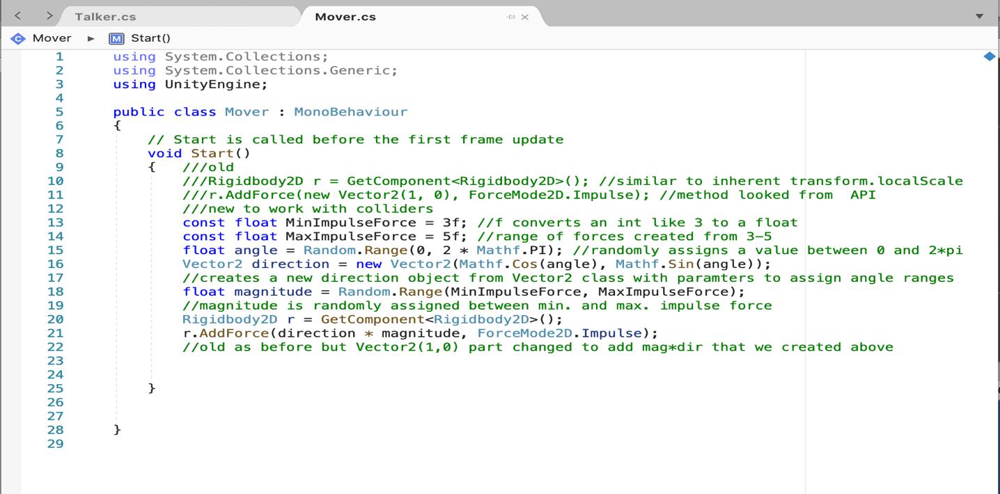 Talker.cs
Mover.cs
Mover ► M Start()
1 using System.Collections;
2 using System.Collections.Generic;
3 using UnityEngine;
4
5 public class Mover : MonoBehaviour
6 {
7 // Start is called before the first frame update
8 void Start()
9 { ///old
10 ///Rigidbody2D r = GetComponent<Rigidbody2D>(); //similar to inherent transform.localScale
11 ///r.AddForce(new Vector2(1, 0), ForceMode2D.Impulse); //method looked from  API
12 ///new to work with colliders
13 const float MinImpulseForce = 3f; //f converts an int like 3 to a float
14 const float MaxImpulseForce = 5f; //range of forces created from 3-5
15 float angle = Random.Range(0, 2 * Mathf.PI); //randomly assigns a value between 0 and 2*pi
16 Vector2 direction = new Vector2(Mathf.Cos(angle), Mathf.Sin(angle));
17 //creates a new direction object from Vector2 class with paramters to assign angle ranges
18 float magnitude = Random.Range(MinImpulseForce, MaxImpulseForce);
19 //magnitude is randomly assigned between min. and max. impulse force
20 Rigidbody2D r = GetComponent<Rigidbody2D>();
21 r.AddForce(direction * magnitude, ForceMode2D.Impulse);
22 //old as before but Vector2(1,0) part changed to add mag*dir that we created above
23
24
25 }
26
27
28 }
29